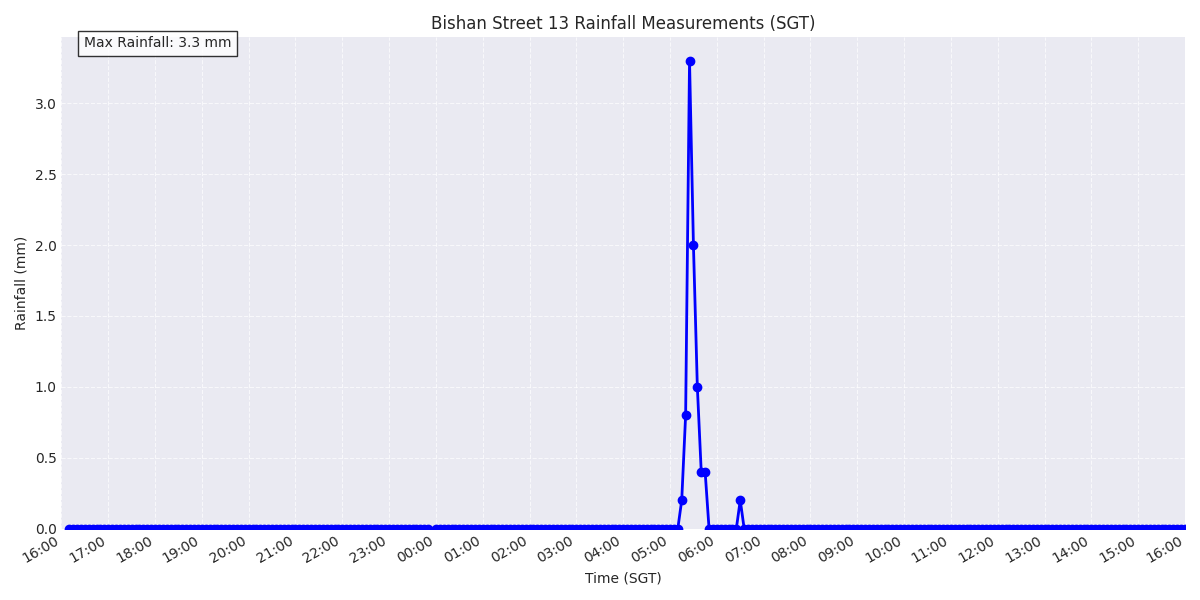 Bishan Street 13 Rainfall Measurements (SGT)
Max Rainfall: 3.3 mm
Rainfall (mm)
3.0
2.5
2.0
1.5
1.0
0.5
0.0
16:00 17:00 18:00 19:00 20:00 21:00 22:00 23:00 00:00 01:00 02:00 03:00 04:00 05:00 06:00 07:00 08:00 09:00 10:00 11:00 12:00 13:00 14:00 15:00 16:00
Time (SGT)